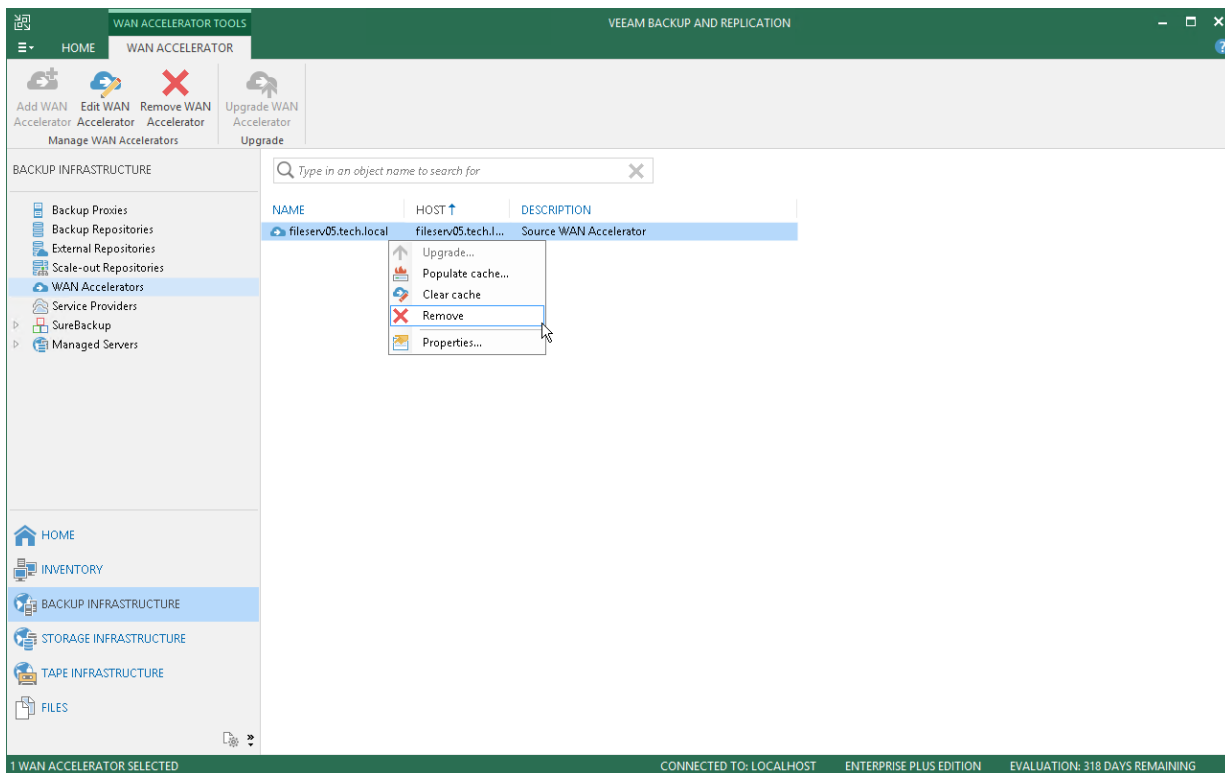 WAN ACCELERATOR TOOLS
VEEAM BACKUP AND REPLICATION
HOME
WAN ACCELERATOR
Add WAN Accelerator
Edit WAN Accelerator
Remove WAN Accelerator
Upgrade WAN Accelerator
Manage WAN Accelerators
Upgrade
BACKUP INFRASTRUCTURE
Backup Proxies
Backup Repositories
External Repositories
Scale-out Repositories
WAN Accelerators
Service Providers
SureBackup
Managed Servers
Type in an object name to search for
NAME HOST DESCRIPTION
fileserv05.tech.local fileserv05.tech.l... Source WAN Accelerator
Upgrade...
Populate cache...
Clear cache
Remove
Properties...
HOME
INVENTORY
BACKUP INFRASTRUCTURE
STORAGE INFRASTRUCTURE
TAPE INFRASTRUCTURE
FILES
1 WAN ACCELERATOR SELECTED
CONNECTED TO: LOCALHOST
ENTERPRISE PLUS EDITION
EVALUATION: 318 DAYS REMAINING